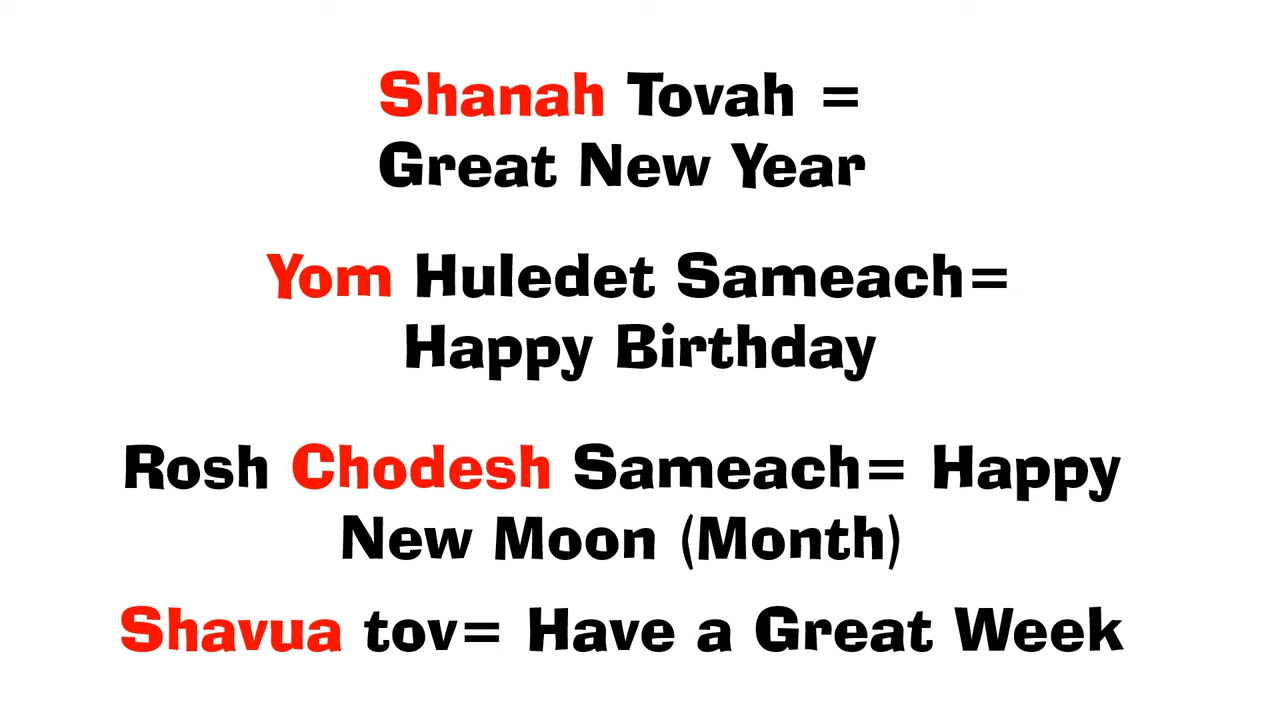 Shanah Tovah =
Great New Year
Yom Huledet Sameach=
Happy Birthday
Rosh Chodesh Sameach= Happy
New Moon (Month)
Shavua tov= Have a Great Week